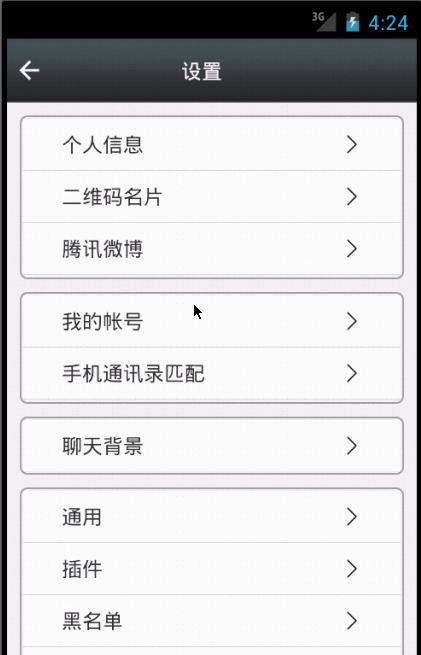 3G 4:24
设置
个人信息
二维码名片
腾讯微博
我的帐号
手机通讯录匹配
聊天背景
通用
插件
黑名单